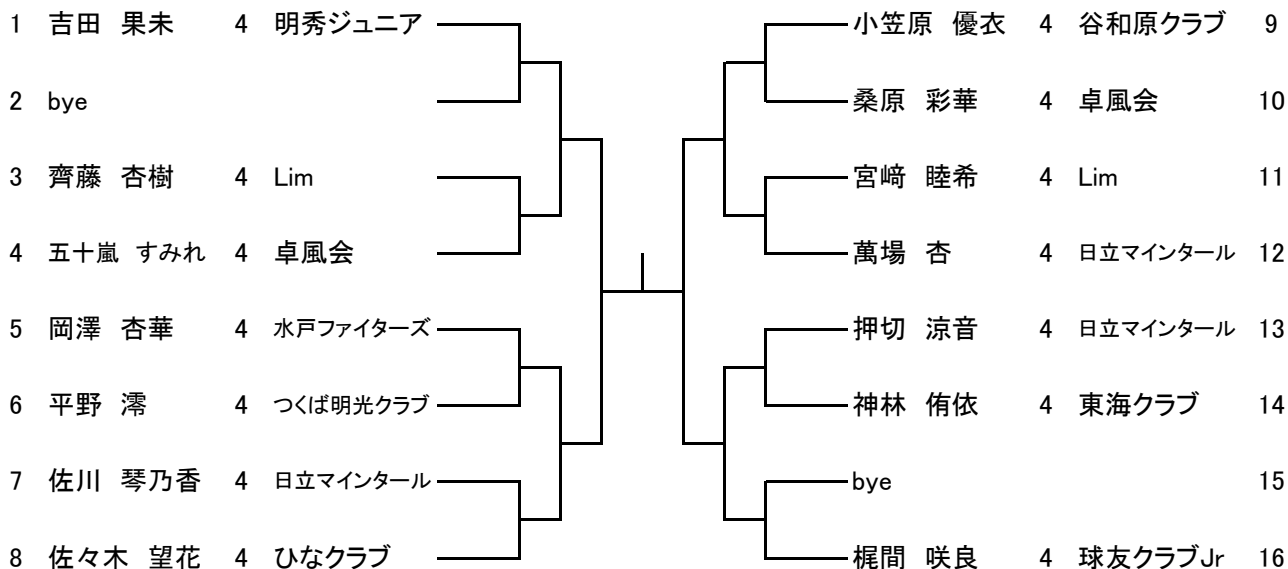 1 吉田 果未 4 明秀ジュニア
2 bye
3 齊藤 杏樹 4 Lim
4 五十嵐 すみれ 4 卓風会
5 岡澤 杏華 4 水戸ファイターズ
6 平野 澪 4 つくば明光クラブ
7 佐川 琴乃香 4 日立マインタール
8 佐々木 望花 4 ひなクラブ
小笠原 優衣 4 谷和原クラブ 9
桑原 彩華 4 卓風会 10
宮﨑 睦希 4 Lim 11
萬場 杏 4 日立マインタール 12
押切 涼音 4 日立マインタール 13
神林 侑依 4 東海クラブ 14
bye 15
梶間 咲良 4 球友クラブJr 16